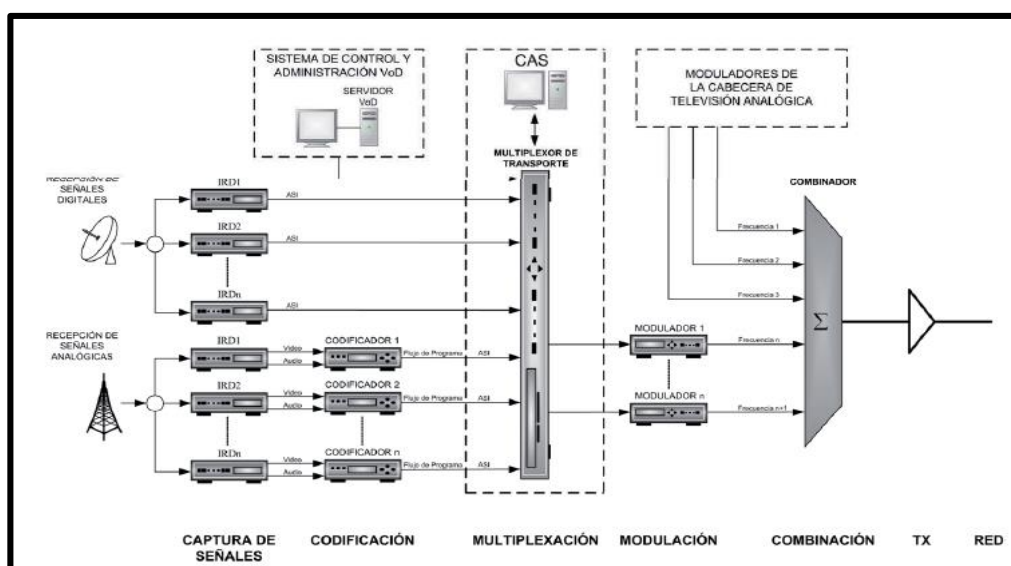 SISTEMA DE CONTROL Y
ADMINISTRACIÓN VoD
SERVIDOR
VoD
CAS
MULTIPLEXOR DE
TRANSPORTE
MODULADORES DE
LA CABECERA DE
TELEVISIÓN ANALÓGICA
COMBINADOR
RECEPCIÓN DE
SEÑALES
DIGITALES
IRD1
ASI
IRD2
ASI
IRDn
ASI
RECEPCIÓN DE
SEÑALES
ANALÓGICAS
IRD1
Video
Audio
CODIFICADOR 1
Flujo de Programa
ASI
IRD2
Video
Audio
CODIFICADOR 2
Flujo de Programa
ASI
IRDn
Video
Audio
CODIFICADOR n
Flujo de Programa
ASI
MODULADOR 1
MODULADOR n
Frecuencia 1
Frecuencia 2
Frecuencia 3
Frecuencia n
Frecuencia n+1
Σ
CAPTURA DE
SEÑALES
CODIFICACIÓN
MULTIPLEXACIÓN
MODULACIÓN
COMBINACIÓN
TX
RED